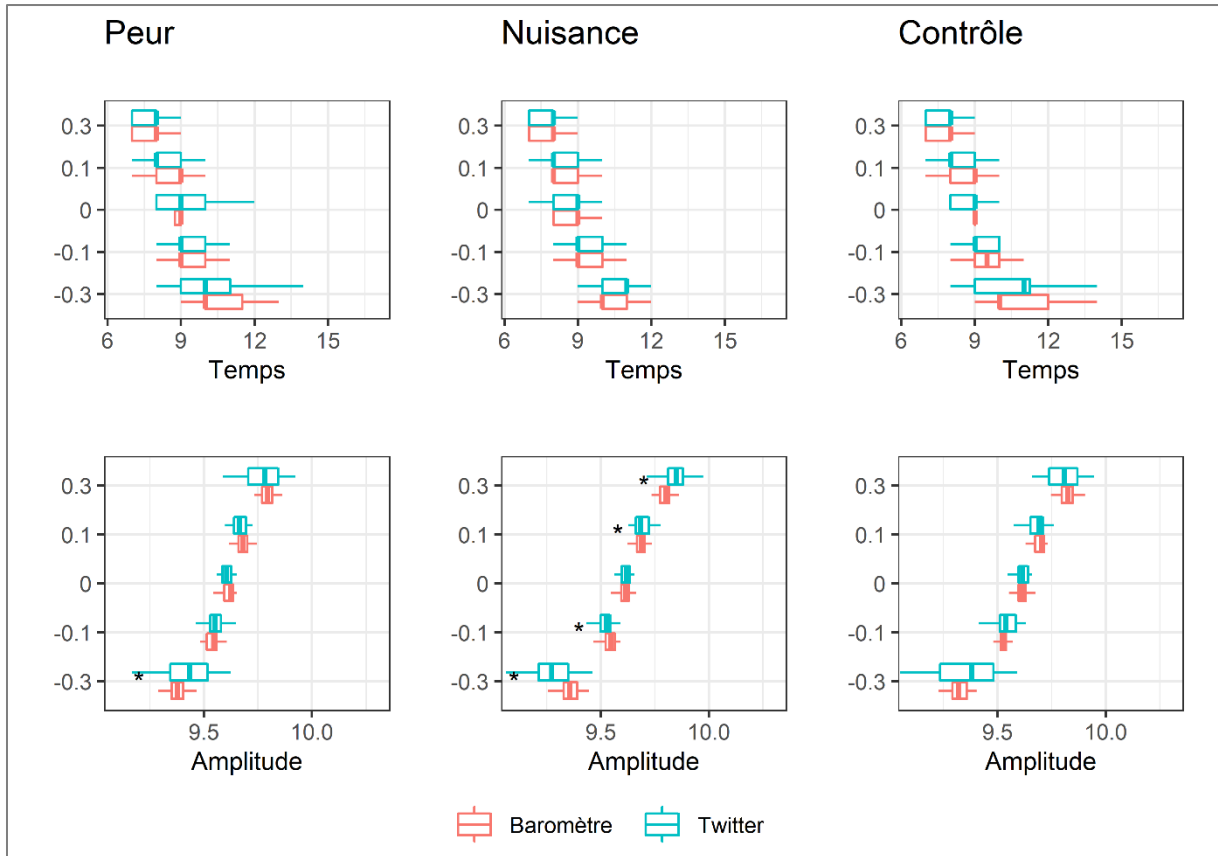 Peur Nuisance Contrôle
0.3 0.3 0.3
0.1 0.1 0.1
0 0 0
-0.1 -0.1 -0.1
-0.3 -0.3 -0.3
6 9 12 15 6 9 12 15 6 9 12 15
Temps Temps Temps
0.3 * 0.3 0.3
0.1 * 0.1 0.1
0 0 0
-0.1 * -0.1 -0.1
-0.3 * -0.3 * -0.3
9.5 10.0 9.5 10.0 9.5 10.0
Amplitude Amplitude Amplitude
Baromètre Twitter